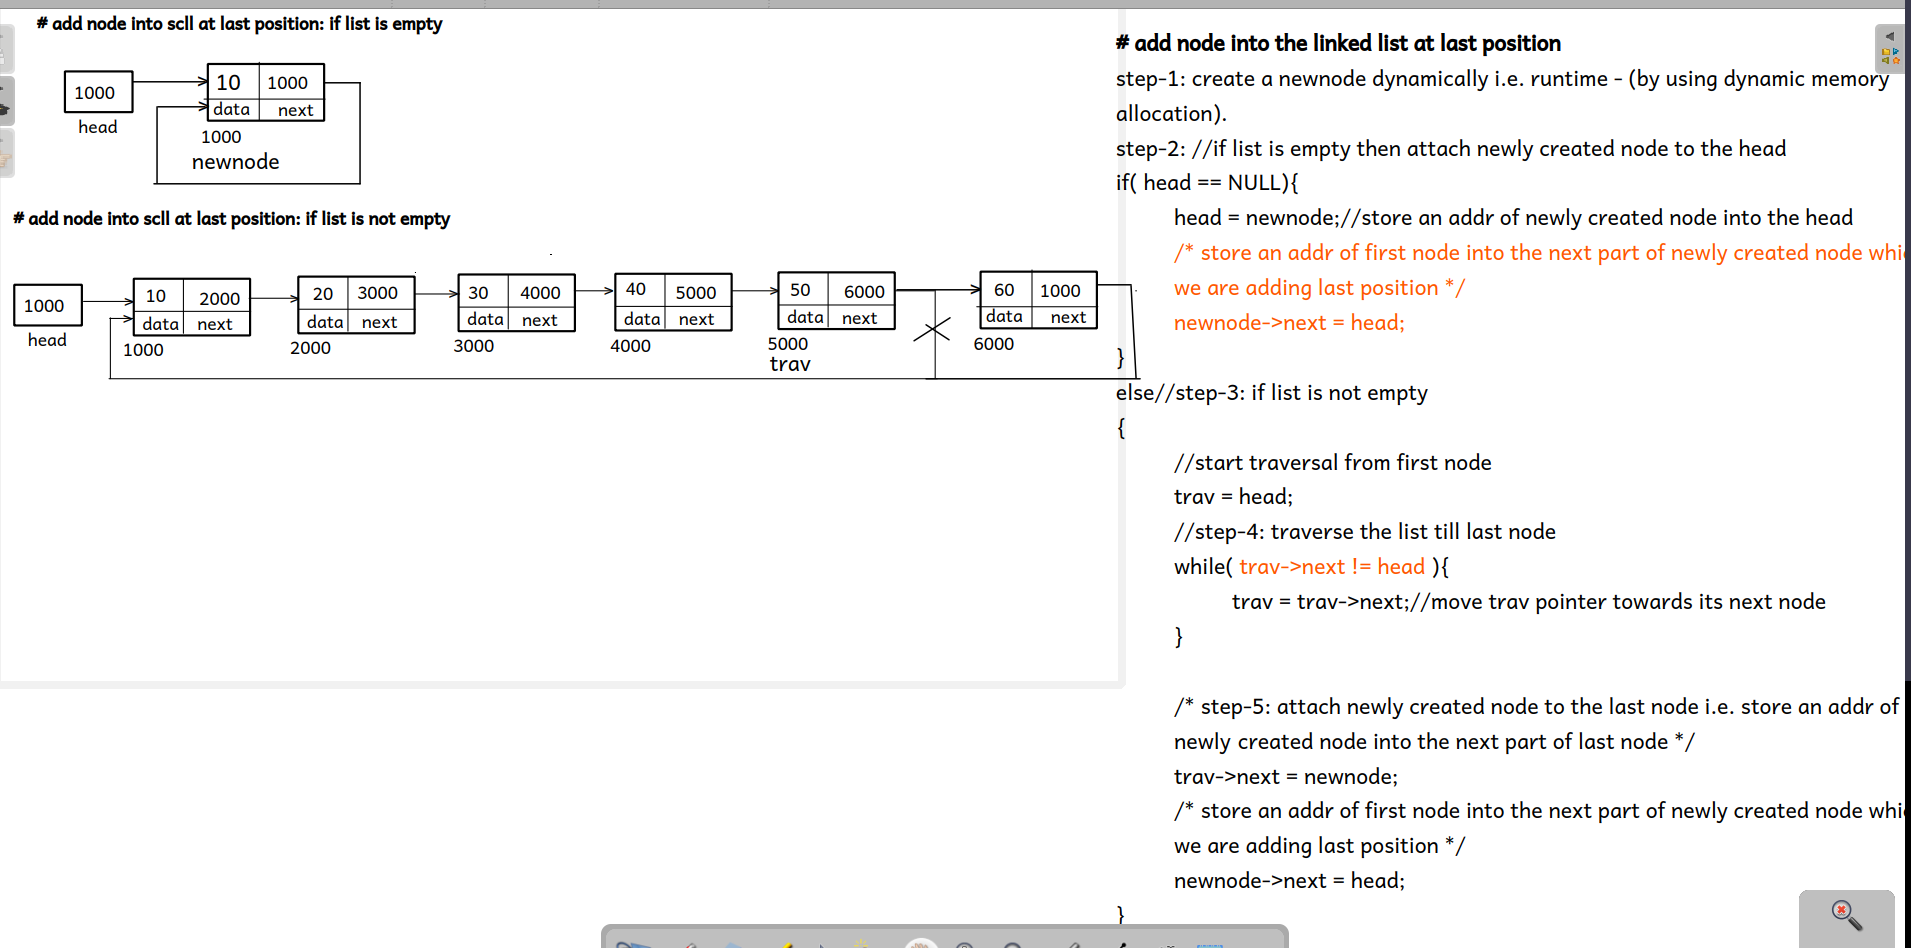 # add node into scll at last position: if list is empty
1000
head
10 1000
data next
1000
newnode
# add node into scll at last position: if list is not empty
1000
head
10 2000
data next
1000
20 3000
data next
2000
30 4000
data next
3000
40 5000
data next
4000
50 6000
data next
5000
trav
60 1000
data next
6000
# add node into the linked list at last position
step-1: create a newnode dynamically i.e. runtime - (by using dynamic memory
allocation).
step-2: //if list is empty then attach newly created node to the head
if( head == NULL){
head = newnode;//store an addr of newly created node into the head
/* store an addr of first node into the next part of newly created node
we are adding last position */
newnode->next = head;
}
else//step-3: if list is not empty
{
//start traversal from first node
trav = head;
//step-4: traverse the list till last node
while( trav->next != head ){
trav = trav->next;//move trav pointer towards its next node
}
/* step-5: attach newly created node to the last node i.e. store an addr of
newly created node into the next part of last node */
trav->next = newnode;
/* store an addr of first node into the next part of newly created node
we are adding last position */
newnode->next = head;
}